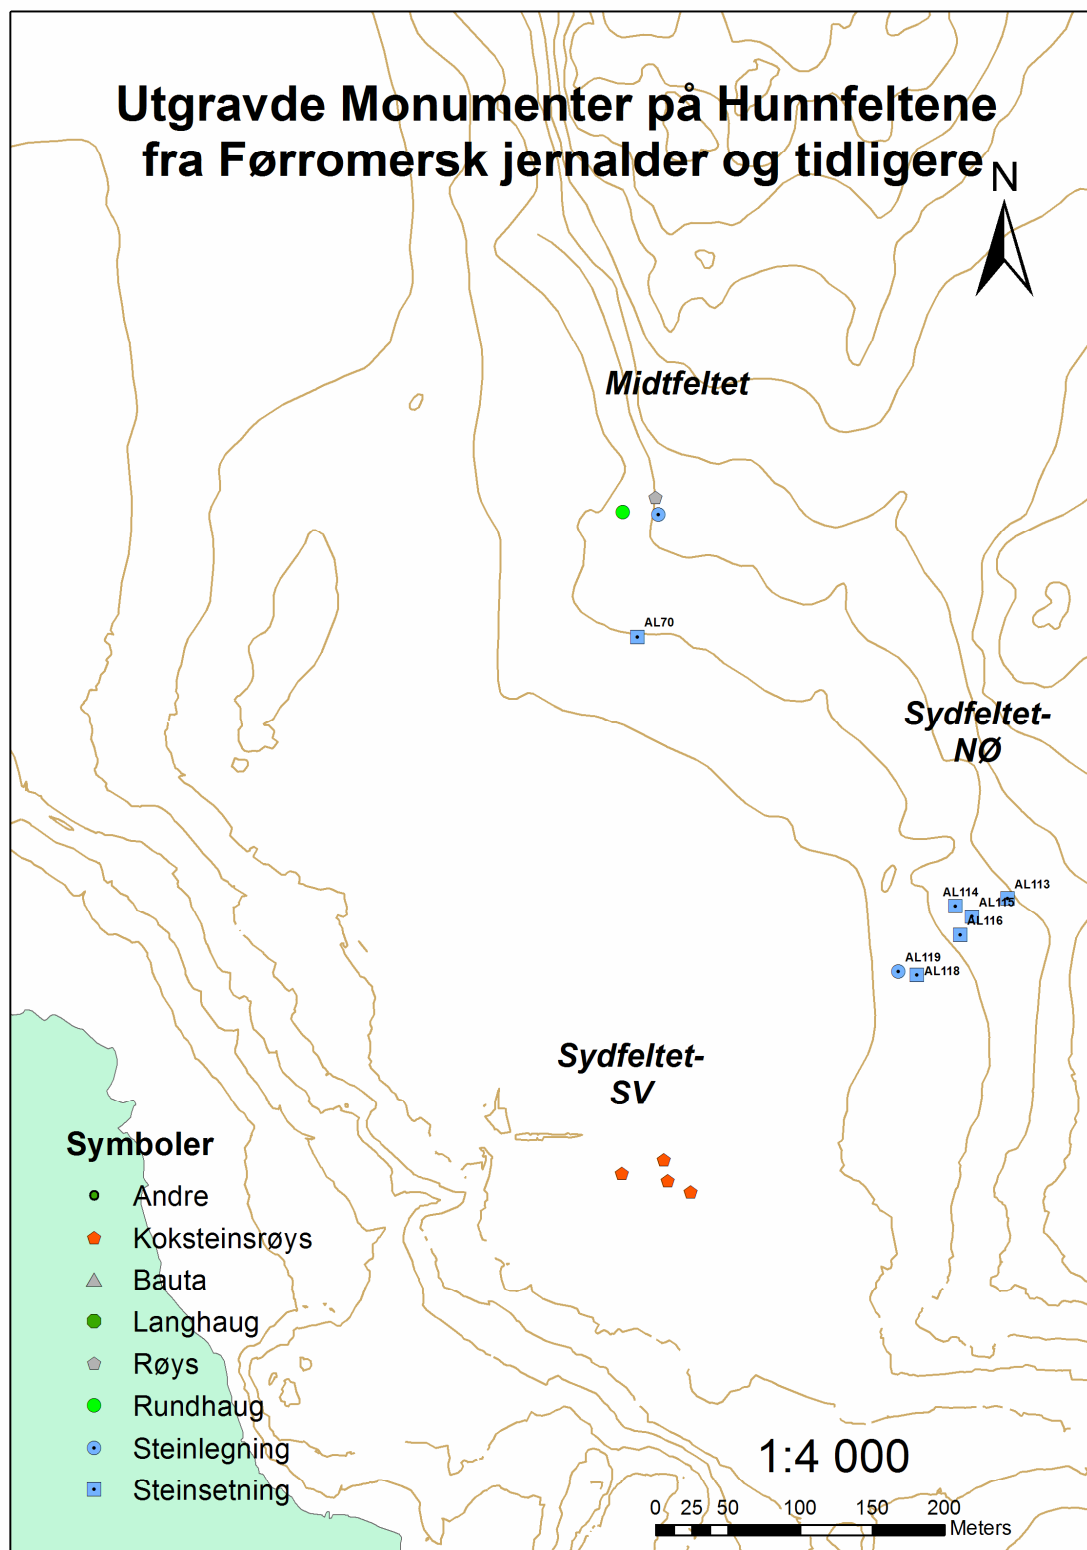 Utgravde Monumenter på Hunnfeltene
fra Førromersk jernalder og tidligere
N
Midtfeltet
AL70
Sydfeltet-
NØ
AL113
AL114
AL115
AL116
AL119
AL118
Sydfeltet-
SV
Symboler
Andre
Koksteinsrøys
Bauta
Langhaug
Røys
Rundhaug
Steinlegning
Steinsetning
1:4 000
0 25 50 100 150 200
Meters